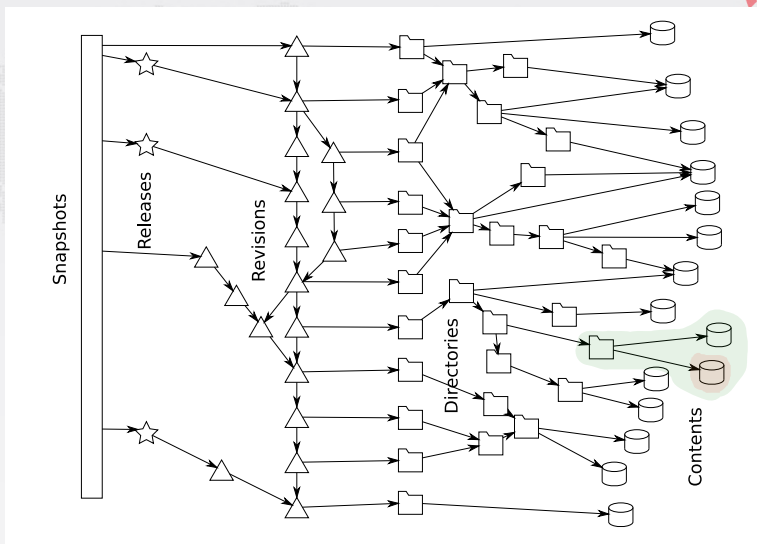 Snapshots
Releases
Revisions
Directories
Contents